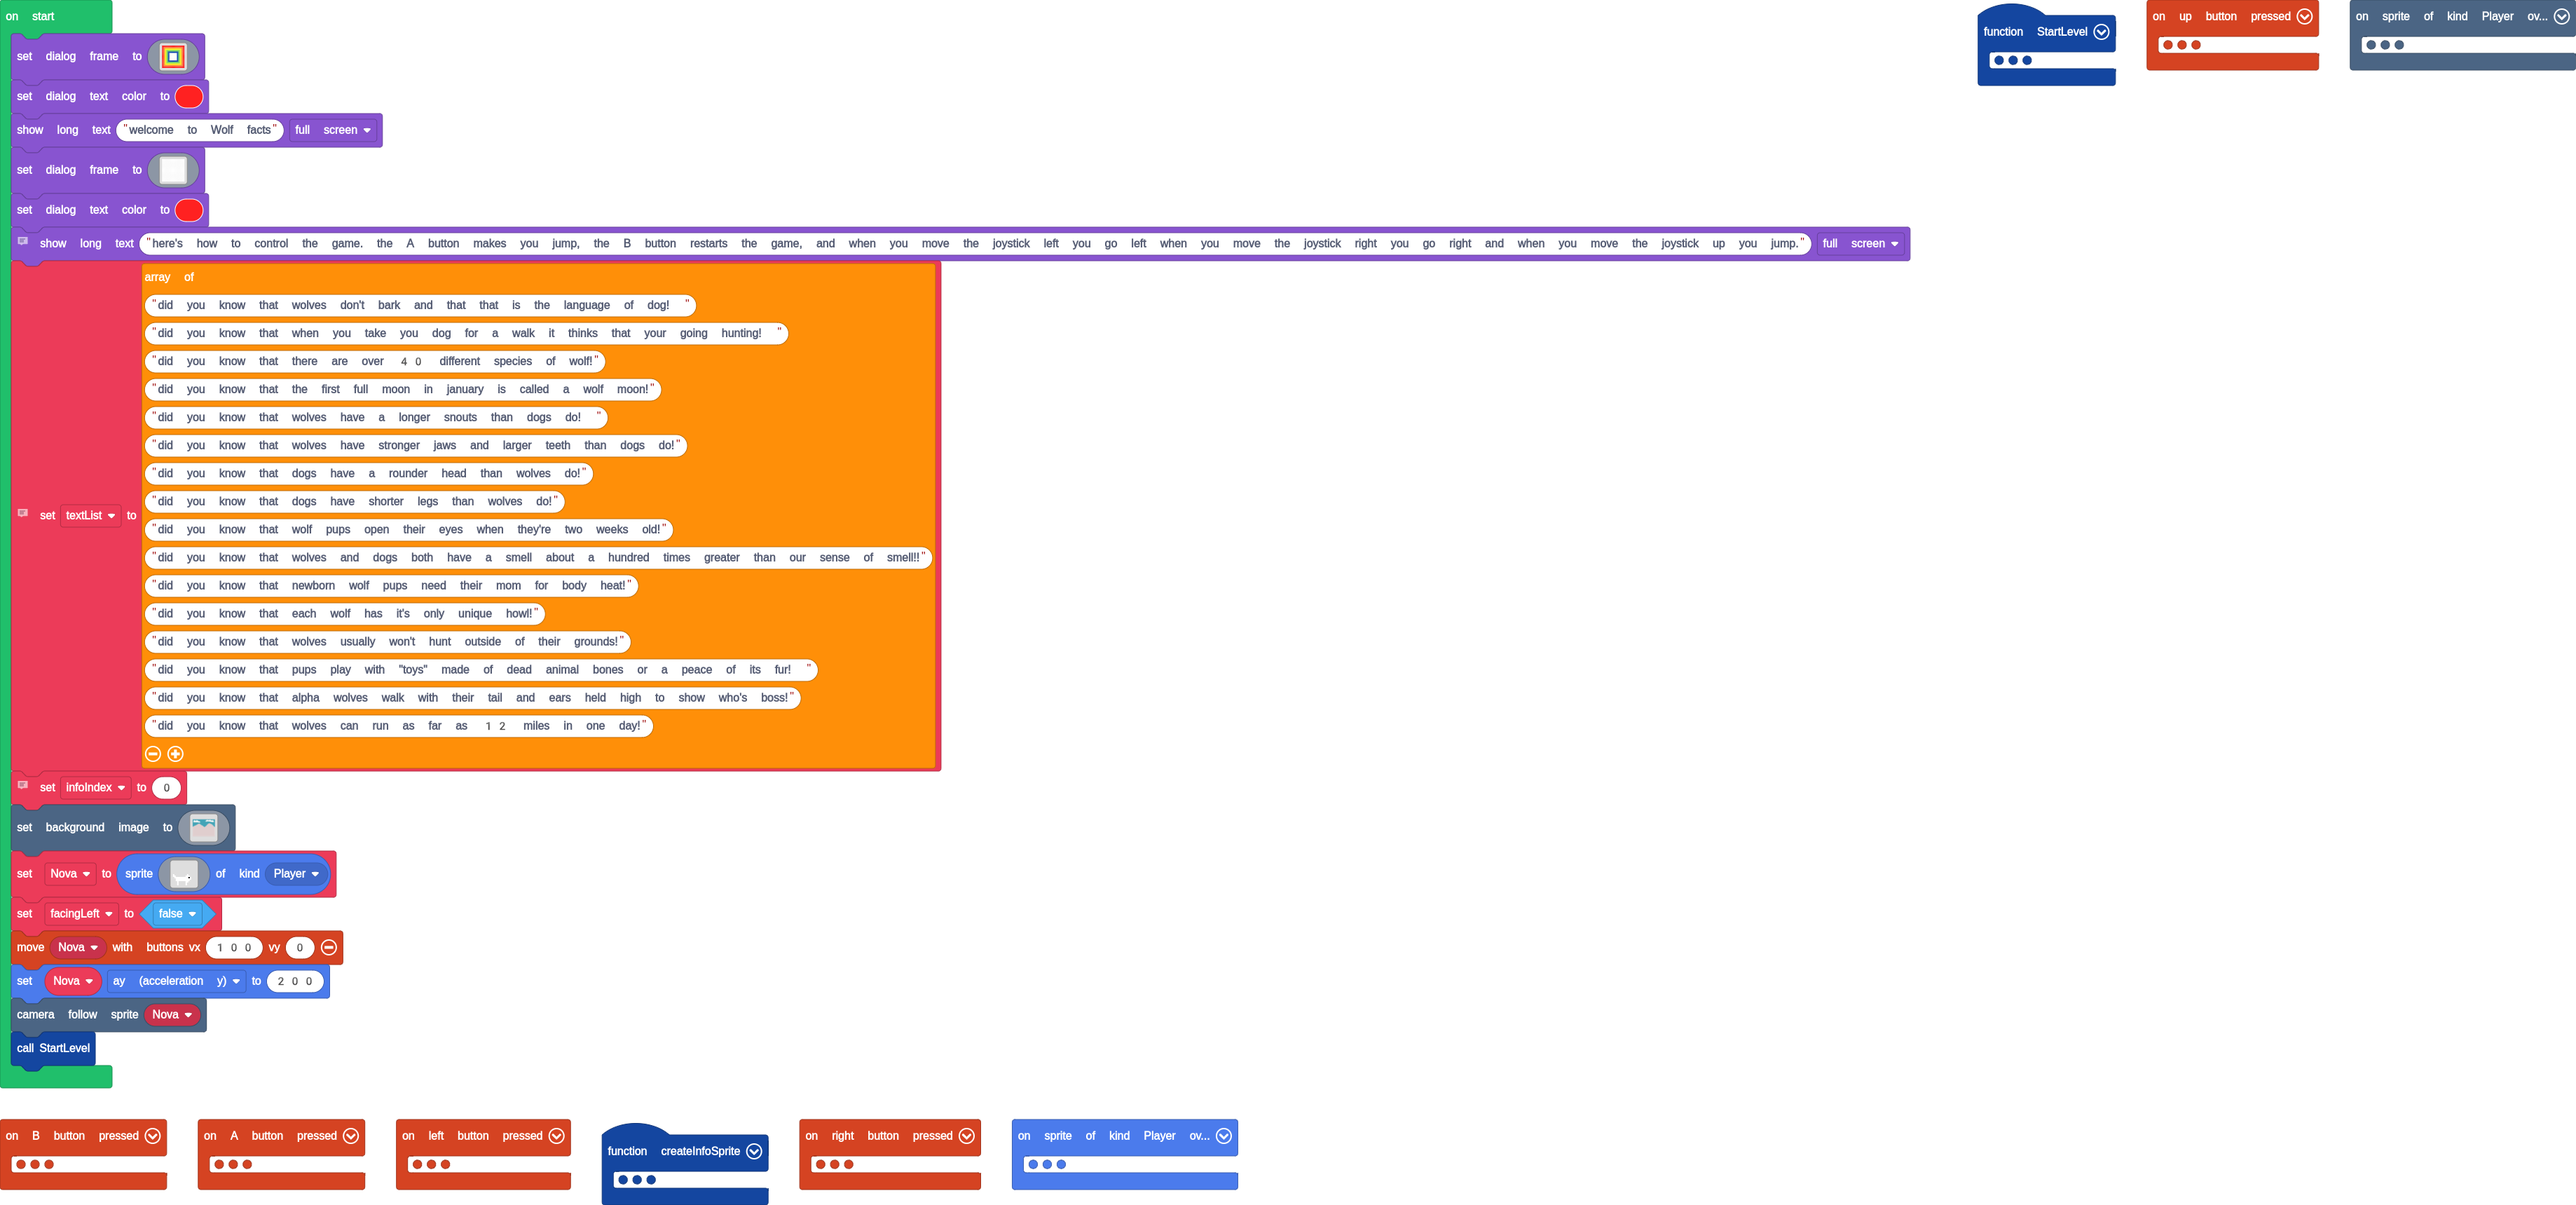 on start
set dialog frame to
set dialog text color to
show long text "welcome to Wolf facts" full screen
set dialog frame to
set dialog text color to
show long text "here's how to control the game. the A button makes you jump, the B button restarts the game, and when you move the joystick left you go left when you move the joystick right you go right and when you move the joystick up you jump." full screen
set textList to
array of
"did you know that wolves don't bark and that that is the language of dog! "
"did you know that when you take you dog for a walk it thinks that your going hunting! "
"did you know that there are over 40 different species of wolf!"
"did you know that the first full moon in january is called a wolf moon!"
"did you know that wolves have a longer snouts than dogs do! "
"did you know that wolves have stronger jaws and larger teeth than dogs do!"
"did you know that dogs have a rounder head than wolves do!"
"did you know that dogs have shorter legs than wolves do!"
"did you know that wolf pups open their eyes when they're two weeks old!"
"did you know that wolves and dogs both have a smell about a hundred times greater than our sense of smell!!"
"did you know that newborn wolf pups need their mom for body heat!"
"did you know that each wolf has it's only unique howl!"
"did you know that wolves usually won't hunt outside of their grounds!"
"did you know that pups play with "toys" made of dead animal bones or a peace of its fur! "
"did you know that alpha wolves walk with their tail and ears held high to show who's boss!"
"did you know that wolves can run as far as 12 miles in one day!"
set infoIndex to 0
set background image to
set Nova to sprite of kind Player
set facingLeft to false
move Nova with buttons vx 100 vy 0
set Nova ay (acceleration y) to 200
camera follow sprite Nova
call StartLevel
function StartLevel
on up button pressed
on sprite of kind Player ov...
on B button pressed
on A button pressed
on left button pressed
function createInfoSprite
on right button pressed
on sprite of kind Player ov...